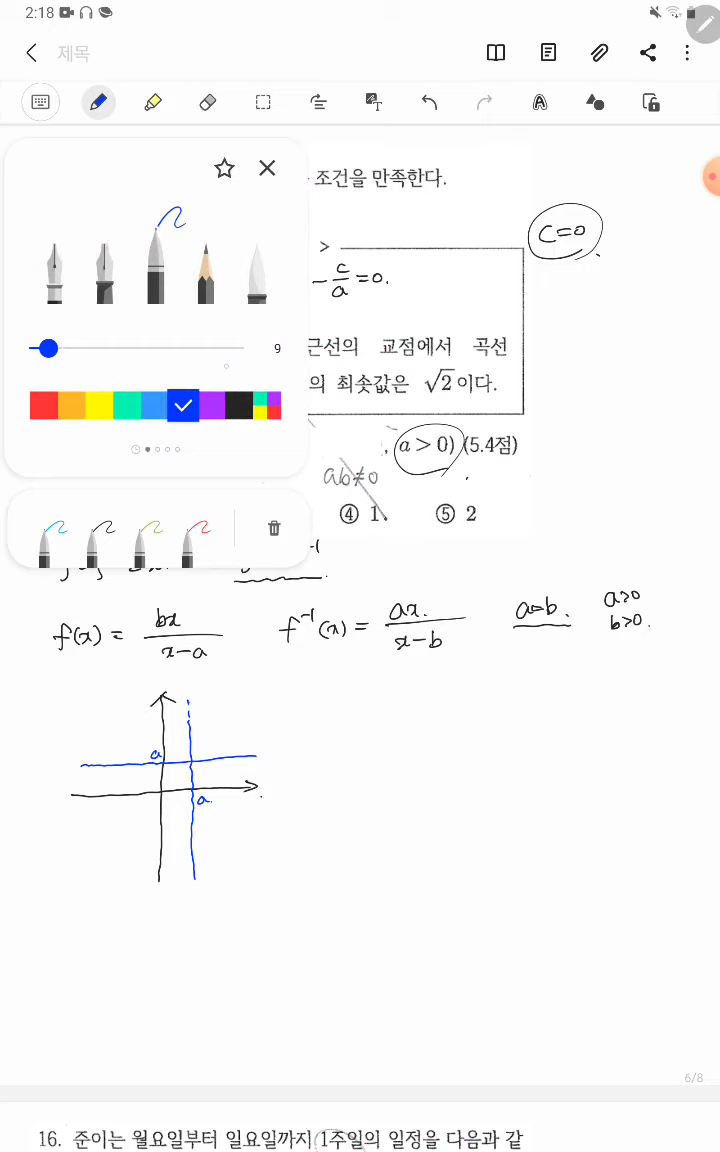 2:18
제목
조건을 만족한다.
C=0
>
- c/a = 0.
9
근선의 교점에서 곡선
의 최솟값은 √2이다.
, a > 0) (5.4점)
ab≠0
④ 1 ⑤ 2
-1
f(x) = bx/(x-a) f⁻¹(x) = ax/(x-b) a=b. a>0
b>0.
a
a
6/8
16. 준이는 월요일부터 일요일까지 1주일의 일정을 다음과 같